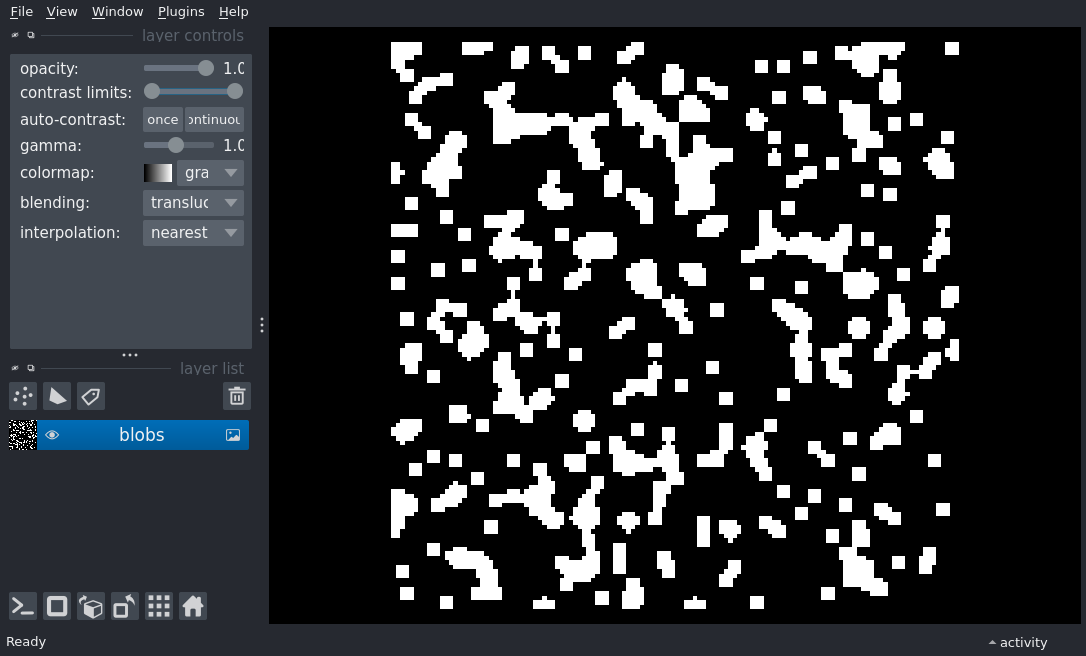 File View Window Plugins Help
layer controls
opacity: 1.0
contrast limits:
auto-contrast: once ontinuou
gamma: 1.0
colormap: gra
blending: transluc
interpolation: nearest
layer list
blobs
Ready
activity